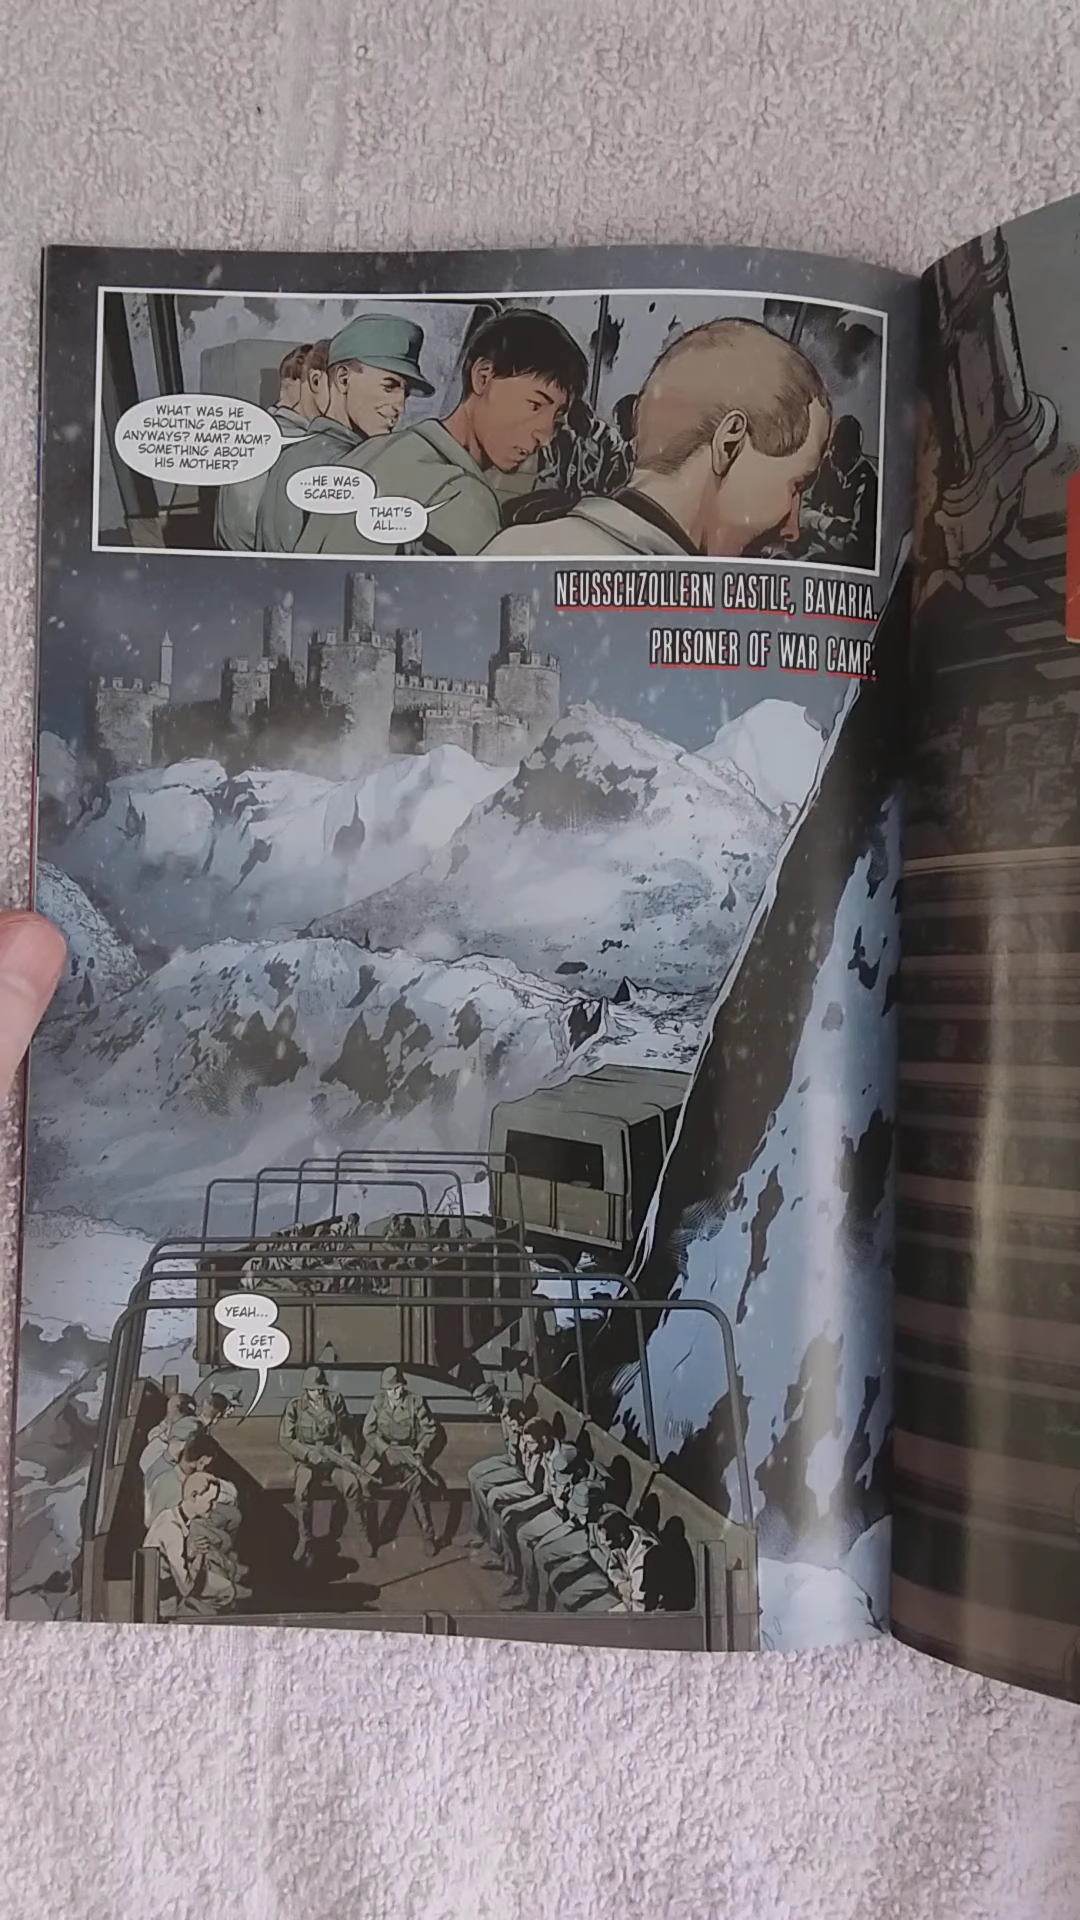 WHAT WAS HE
SHOUTING ABOUT
ANYWAYS? MAM? MOM?
SOMETHING ABOUT
HIS MOTHER?
...HE WAS
SCARED.
THAT'S
ALL...
NEUSSCHZOLLERN CASTLE, BAVARIA.
PRISONER OF WAR CAMP.
YEAH...
I GET
THAT.